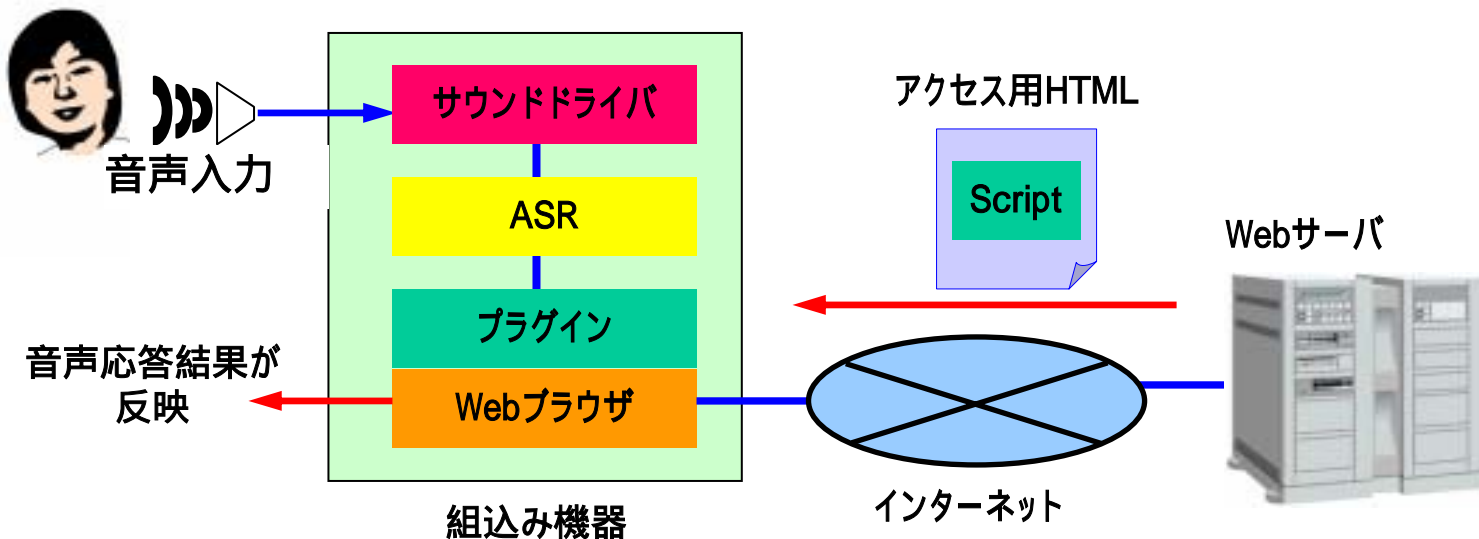 音声入力
サウンドドライバ
ASR
プラグイン
Webブラウザ
音声応答結果が
反映
組込み機器
アクセス用HTML
Script
インターネット
Webサーバ